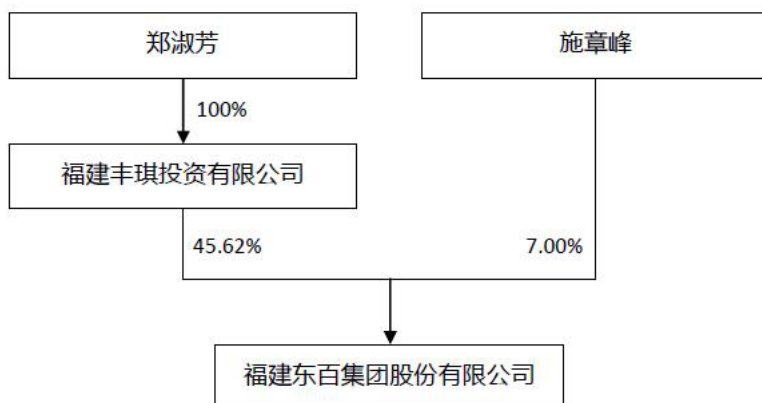 郑淑芳
施章峰
100%
福建丰琪投资有限公司
45.62%
7.00%
福建东百集团股份有限公司